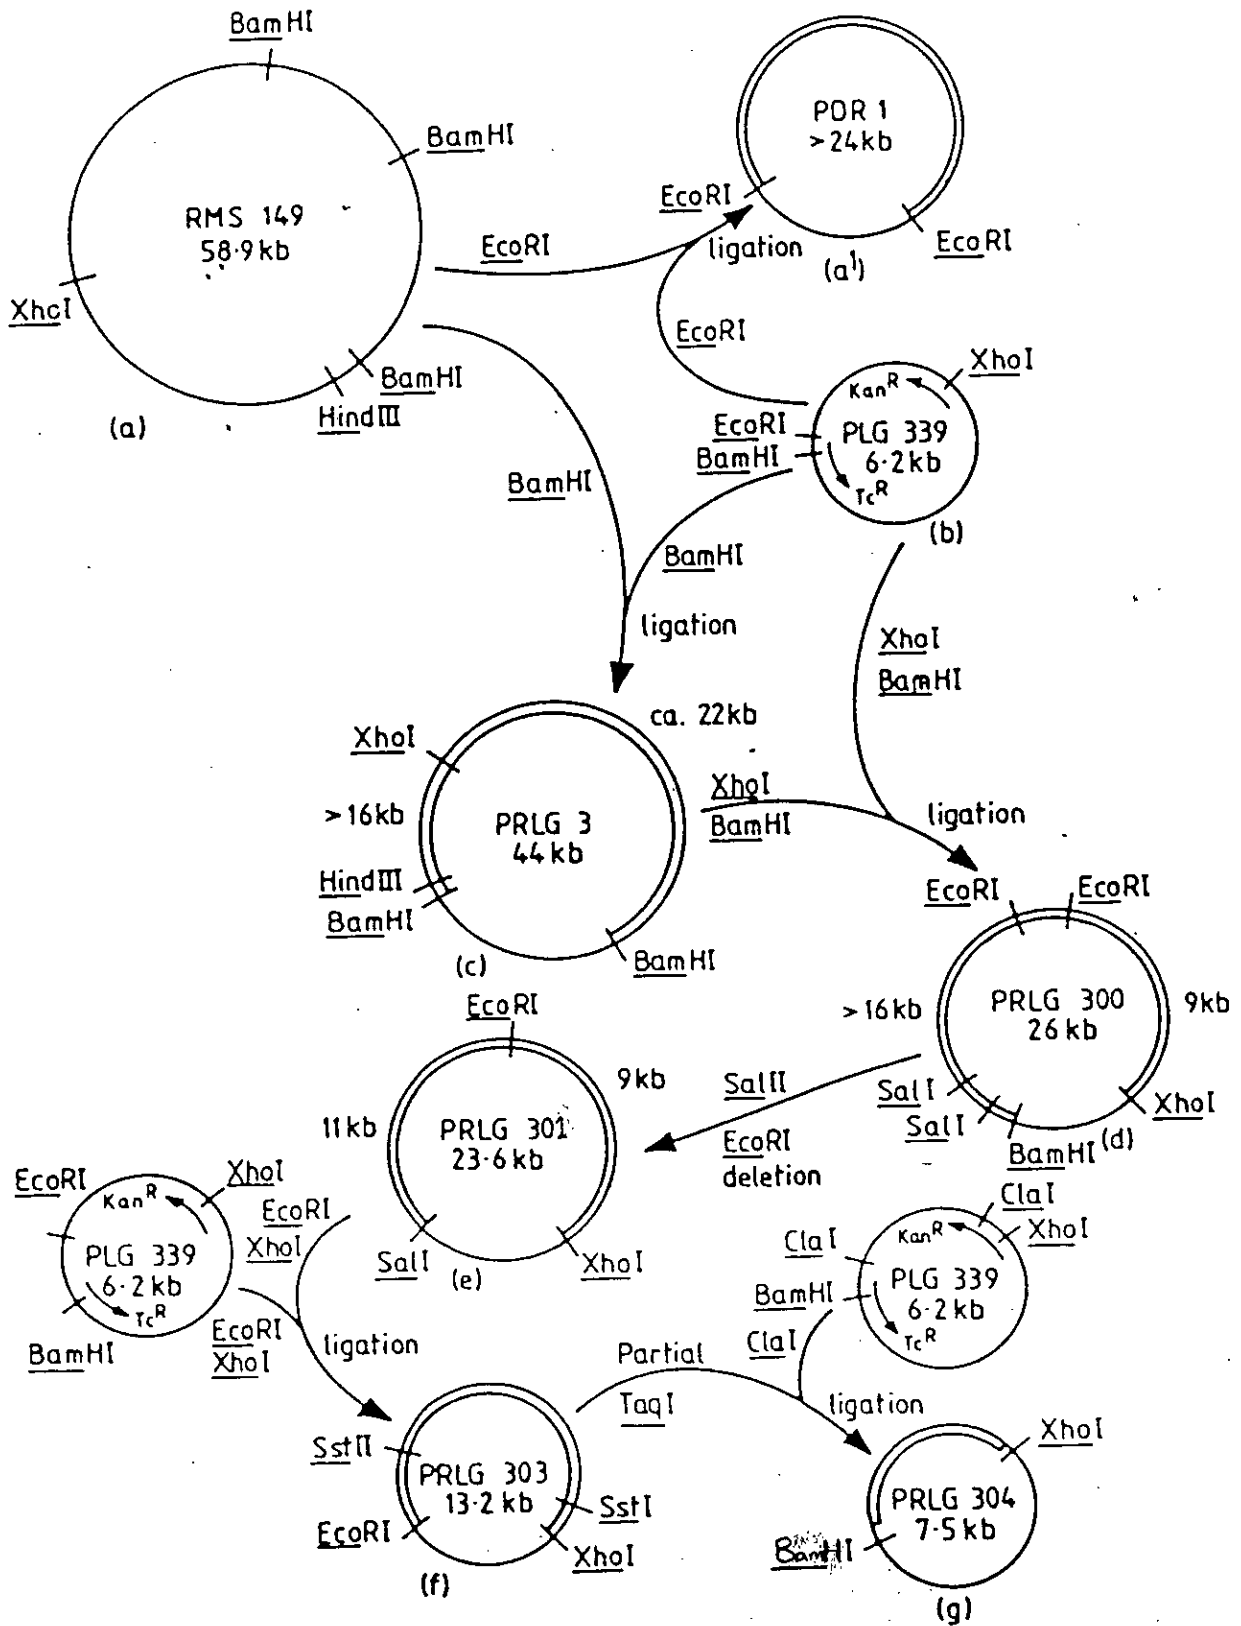 BamHI
BamHI
RMS 149
58·9kb
XhoI
BamHI
HindIII
(a)
EcoRI
POR 1
>24kb
EcoRI
EcoRI
ligation
(a¹)
EcoRI
XhoI
Kanᴿ
EcoRI
BamHI
PLG 339
6·2kb
Tcᴿ
(b)
BamHI
BamHI
ligation
XhoI
BamHI
ca. 22kb
XhoI
>16kb
PRLG 3
44kb
HindIII
BamHI
BamHI
(c)
XhoI
BamHI
ligation
EcoRI
EcoRI
>16kb
PRLG 300
26kb
9kb
SalI
SalI
BamHI
XhoI
(d)
SalII
EcoRI
deletion
EcoRI
9kb
11kb
PRLG 301
23·6kb
SalI
XhoI
(e)
EcoRI
XhoI
Kanᴿ
PLG 339
6·2kb
Tcᴿ
BamHI
EcoRI
XhoI
EcoRI
XhoI
ligation
ClaI
XhoI
Kanᴿ
ClaI
BamHI
PLG 339
6·2kb
Tcᴿ
ClaI
Partial
TaqI
ligation
SstII
PRLG 303
13·2kb
SstI
EcoRI
XhoI
(f)
XhoI
PRLG 304
7·5kb
BamHI
(g)